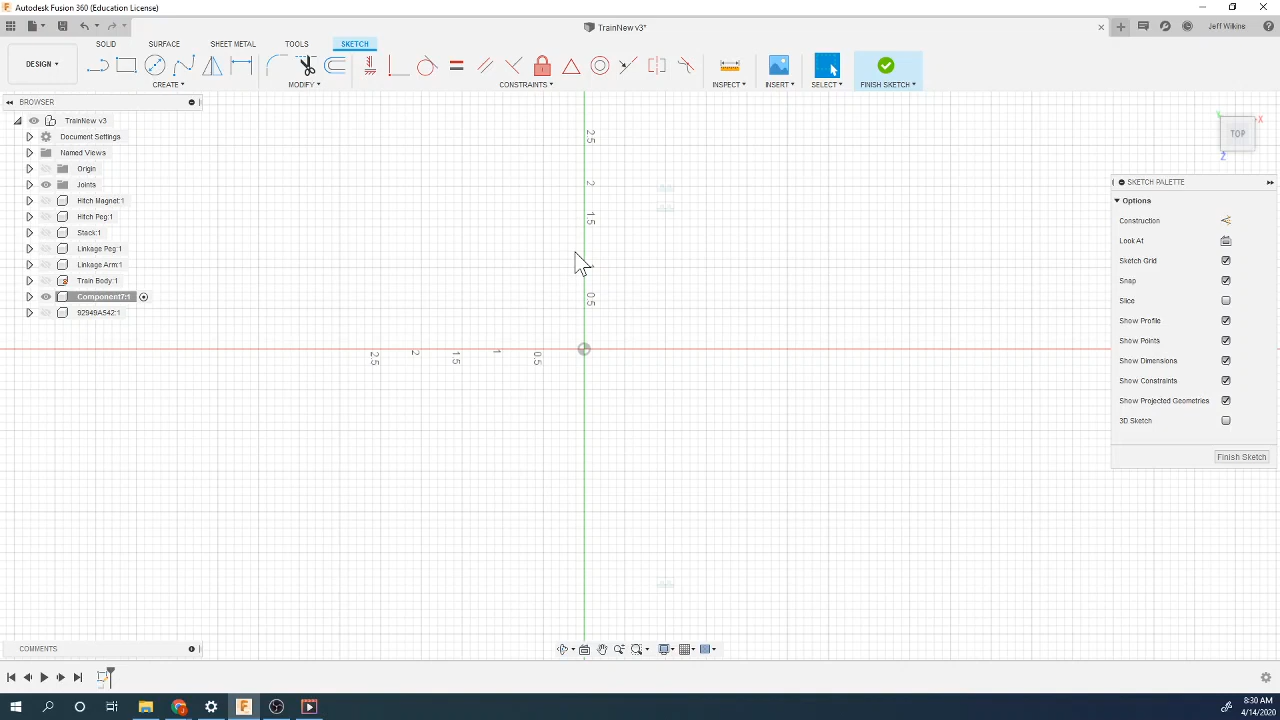 Autodesk Fusion 360 (Education License)
TrainNew v3*
Jeff Wilkins
DESIGN
SOLID
SURFACE
SHEET METAL
TOOLS
SKETCH
CREATE
MODIFY
CONSTRAINTS
INSPECT
INSERT
SELECT
FINISH SKETCH
BROWSER
TrainNew v3
Document Settings
Named Views
Origin
Joints
Hitch Magnet:1
Hitch Peg:1
Stack:1
Linkage Peg:1
Linkage Arm:1
Train Body:1
Component7:1
92949A542:1
2.5
2
1.5
1
0.5
2.5
2
1.5
1
0.5
TOP
X
Y
Z
SKETCH PALETTE
Options
Construction
Look At
Sketch Grid
Snap
Slice
Show Profile
Show Points
Show Dimensions
Show Constraints
Show Projected Geometries
3D Sketch
Finish Sketch
COMMENTS
8:30 AM
4/14/2020